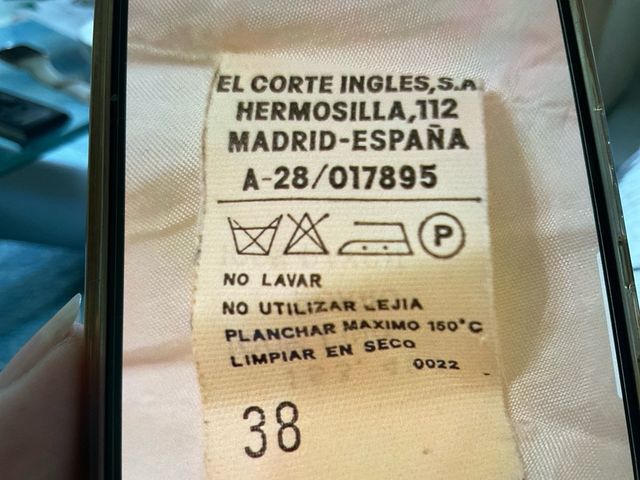 EL CORTE INGLES,S.A
HERMOSILLA,112
MADRID-ESPAÑA
A-28/017895
P
NO LAVAR
NO UTILIZAR LEJIA
PLANCHAR MAXIMO 150°C
LIMPIAR EN SECO
0022
38